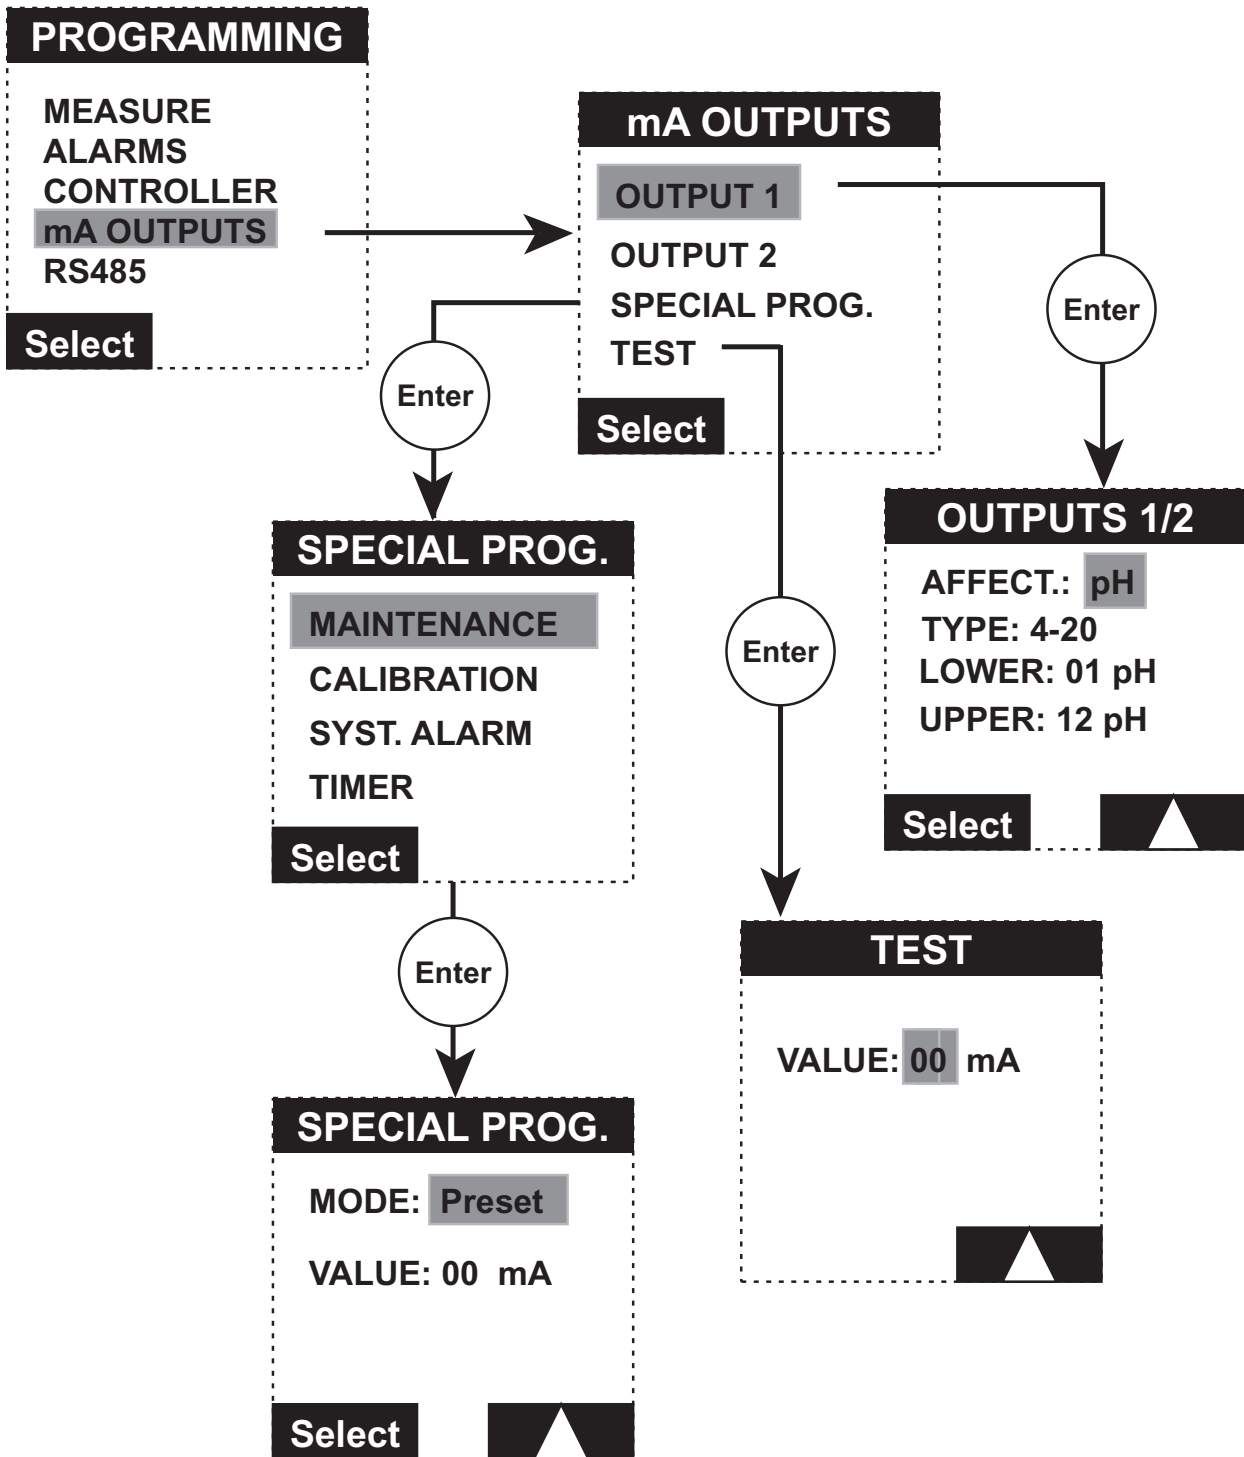 PROGRAMMING
MEASURE
ALARMS
CONTROLLER
mA OUTPUTS
RS485
Select
mA OUTPUTS
OUTPUT 1
OUTPUT 2
SPECIAL PROG.
TEST
Select
Enter
Enter
Enter
OUTPUTS 1/2
AFFECT.: pH
TYPE: 4-20
LOWER: 01 pH
UPPER: 12 pH
Select
SPECIAL PROG.
MAINTENANCE
CALIBRATION
SYST. ALARM
TIMER
Select
Enter
TEST
VALUE: 00 mA
SPECIAL PROG.
MODE: Preset
VALUE: 00 mA
Select